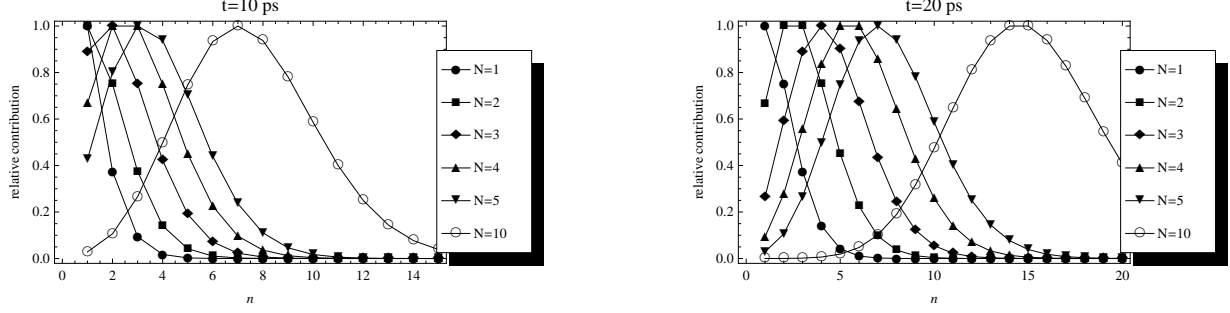 t=10 ps
relative contribution
1.0
0.8
0.6
0.4
0.2
0.0
0 2 4 6 8 10 12 14
n
N=1
N=2
N=3
N=4
N=5
N=10
t=20 ps
relative contribution
1.0
0.8
0.6
0.4
0.2
0.0
0 5 10 15 20
n
N=1
N=2
N=3
N=4
N=5
N=10